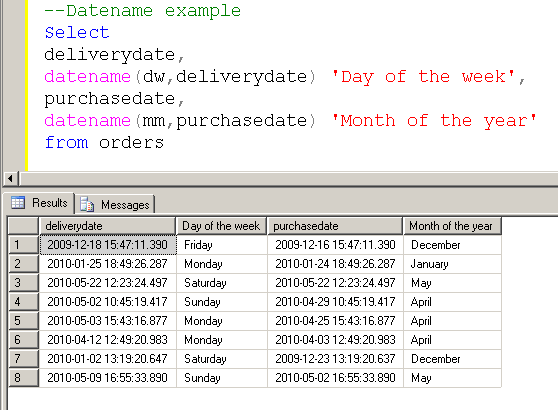 --Datename example
Select
deliverydate,
datename(dw,deliverydate) 'Day of the week',
purchasedate,
datename(mm,purchasedate) 'Month of the year'
from orders
Results Messages
deliverydate Day of the week purchasedate Month of the year
1 2009-12-18 15:47:11.390 Friday 2009-12-16 15:47:11.390 December
2 2010-01-25 18:49:26.287 Monday 2010-01-24 18:49:26.287 January
3 2010-05-22 12:23:24.497 Saturday 2010-05-22 12:23:24.497 May
4 2010-05-02 10:45:19.417 Sunday 2010-04-29 10:45:19.417 April
5 2010-05-03 15:43:16.877 Monday 2010-04-25 15:43:16.877 April
6 2010-04-12 12:49:20.983 Monday 2010-04-03 12:49:20.983 April
7 2010-01-02 13:19:20.647 Saturday 2009-12-23 13:19:20.637 December
8 2010-05-09 16:55:33.890 Sunday 2010-05-02 16:55:33.890 May